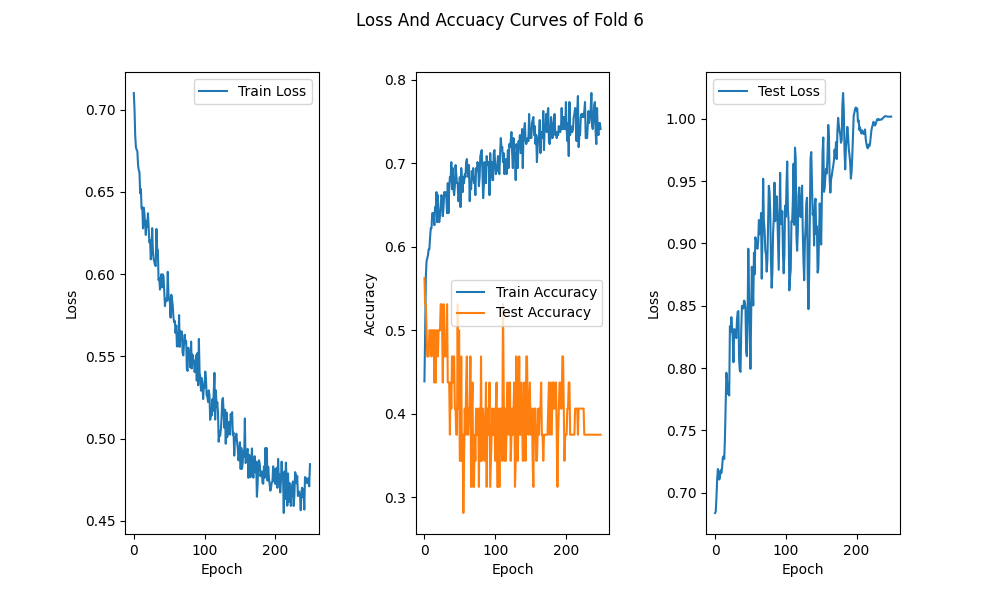 Loss And Accuacy Curves of Fold 6
Loss
0.70
0.65
0.60
0.55
0.50
0.45
Train Loss
0 100 200
Epoch
Accuracy
0.8
0.7
0.6
0.5
0.4
0.3
Train Accuracy
Test Accuracy
0 100 200
Epoch
Loss
1.00
0.95
0.90
0.85
0.80
0.75
0.70
Test Loss
0 100 200
Epoch